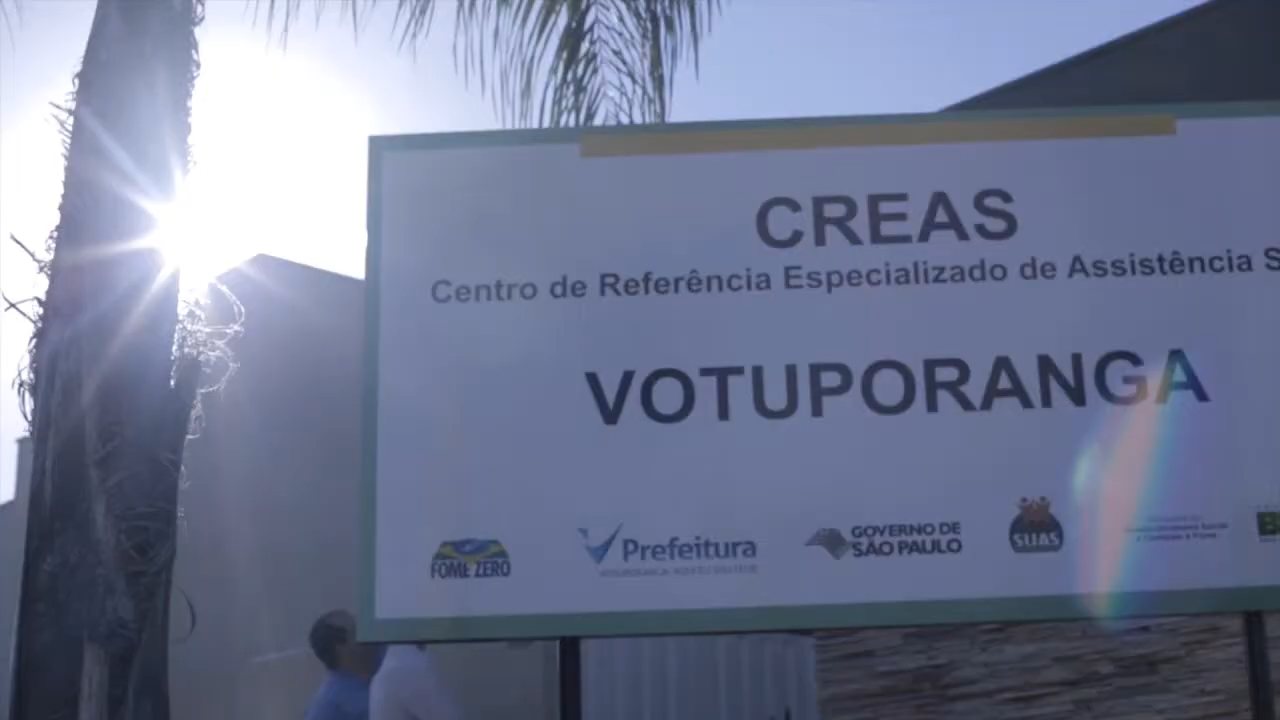 CREAS
Centro de Referência Especializado de Assistência S
VOTUPORANGA
FOME ZERO
Prefeitura
GOVERNO DE
SÃO PAULO
SUAS